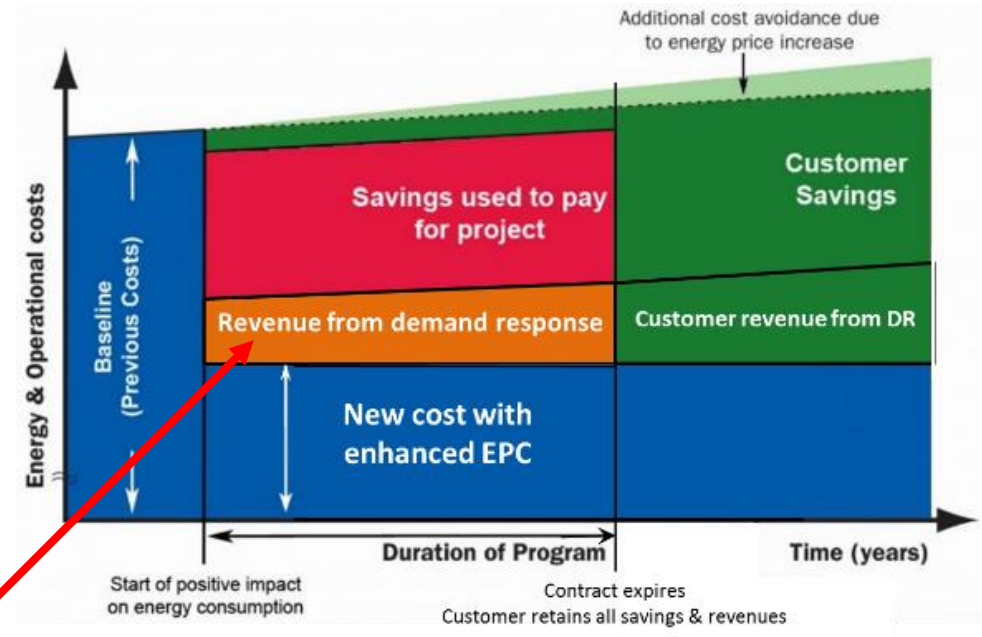 Additional cost avoidance due
to energy price increase
Energy & Operational costs
Baseline
(Previous Costs)
Savings used to pay
for project
Customer
Savings
Revenue from demand response
Customer revenue from DR
New cost with
enhanced EPC
Duration of Program
Time (years)
Start of positive impact
on energy consumption
Contract expires
Customer retains all savings & revenues